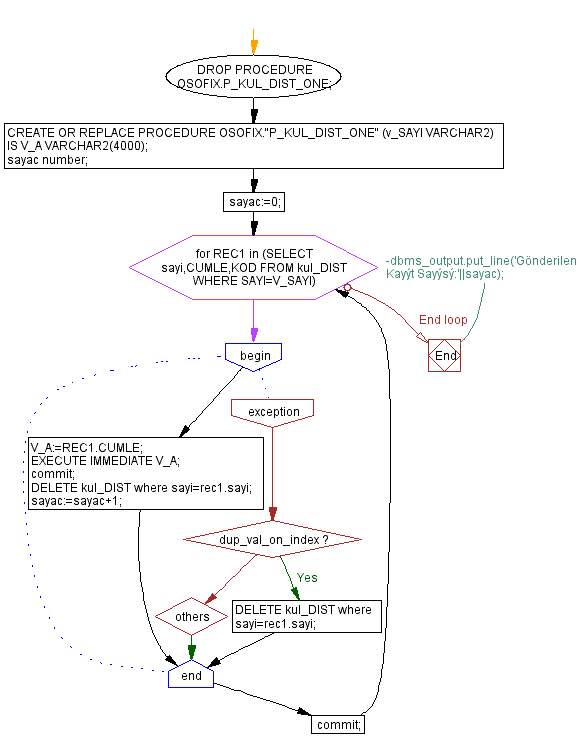 DROP PROCEDURE
OSOFIX.P_KUL_DIST_ONE;
CREATE OR REPLACE PROCEDURE OSOFIX."P_KUL_DIST_ONE" (v_SAYI VARCHAR2)
IS V_A VARCHAR2(4000);
sayac number;
sayac:=0;
for REC1 in (SELECT
sayi,CUMLE,KOD FROM kul_DIST
WHERE SAYI=V_SAYI)
-dbms_output.put_line('Gönderilen
Kayýt Sayýsý:'||sayac);
End loop
End
begin
exception
V_A:=REC1.CUMLE;
EXECUTE IMMEDIATE V_A;
commit;
DELETE kul_DIST where sayi=rec1.sayi;
sayac:=sayac+1;
dup_val_on_index ?
Yes
others
DELETE kul_DIST where
sayi=rec1.sayi;
end
commit;